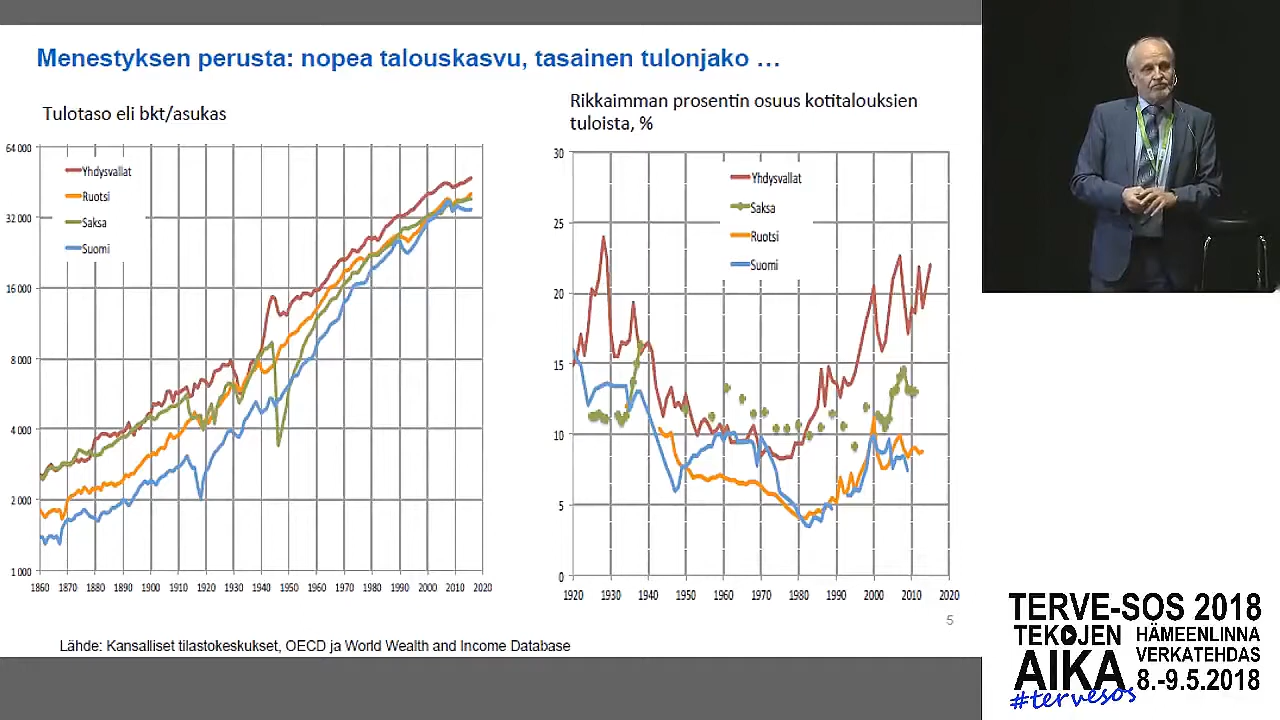 Menestyksen perusta: nopea talouskasvu, tasainen tulonjako …
Tulotaso eli bkt/asukas
64 000
32 000
16 000
8 000
4 000
2 000
1 000
Yhdysvallat
Ruotsi
Saksa
Suomi
1860 1870 1880 1890 1900 1910 1920 1930 1940 1950 1960 1970 1980 1990 2000 2010 2020
Rikkaimman prosentin osuus kotitalouksien
tuloista, %
30
25
20
15
10
5
0
Yhdysvallat
Saksa
Ruotsi
Suomi
1920 1930 1940 1950 1960 1970 1980 1990 2000 2010 2020
5
Lähde: Kansalliset tilastokeskukset, OECD ja World Wealth and Income Database
TERVE-SOS 2018
TEKOJEN
AIKA
HÄMEENLINNA
VERKATEHDAS
8.-9.5.2018
#tervesos